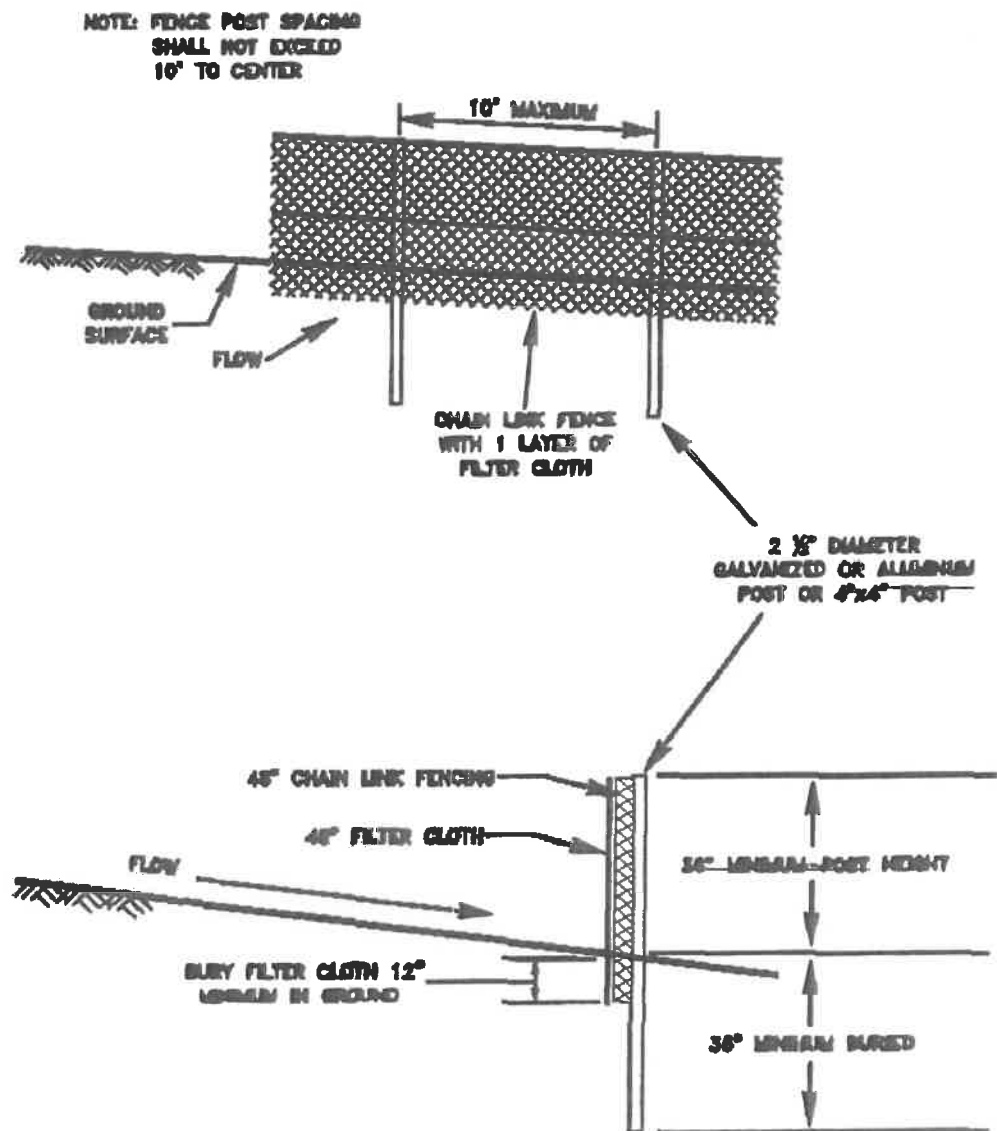 NOTE: FENCE POST SPACING
SHALL NOT EXCEED
10" TO CENTER
10" MAXIMUM
GROUND
SURFACE
FLOW
CHAIN LINK FENCE
WITH 1 LAYER OF
FILTER CLOTH
2 ½" DIAMETER
GALVANIZED OR ALUMINUM
POST OR 4"x4" POST
48" CHAIN LINK FENCING
48" FILTER CLOTH
FLOW
36" MINIMUM POST HEIGHT
BURY FILTER CLOTH 12"
MINIMUM IN GROUND
36" MINIMUM BURIED